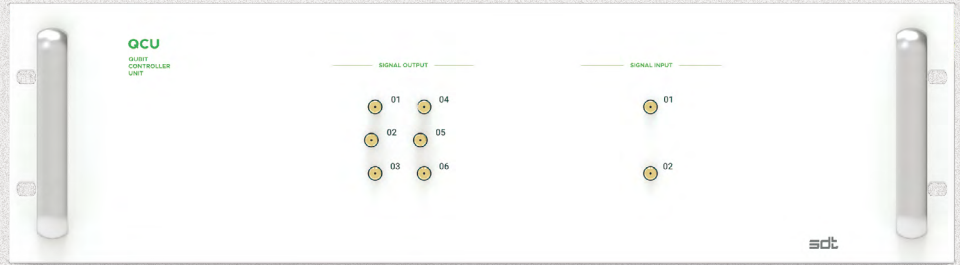 QCU
QUBIT
CONTROLLER
UNIT
SIGNAL OUTPUT
01 04
02 05
03 06
SIGNAL INPUT
01
02
sdt